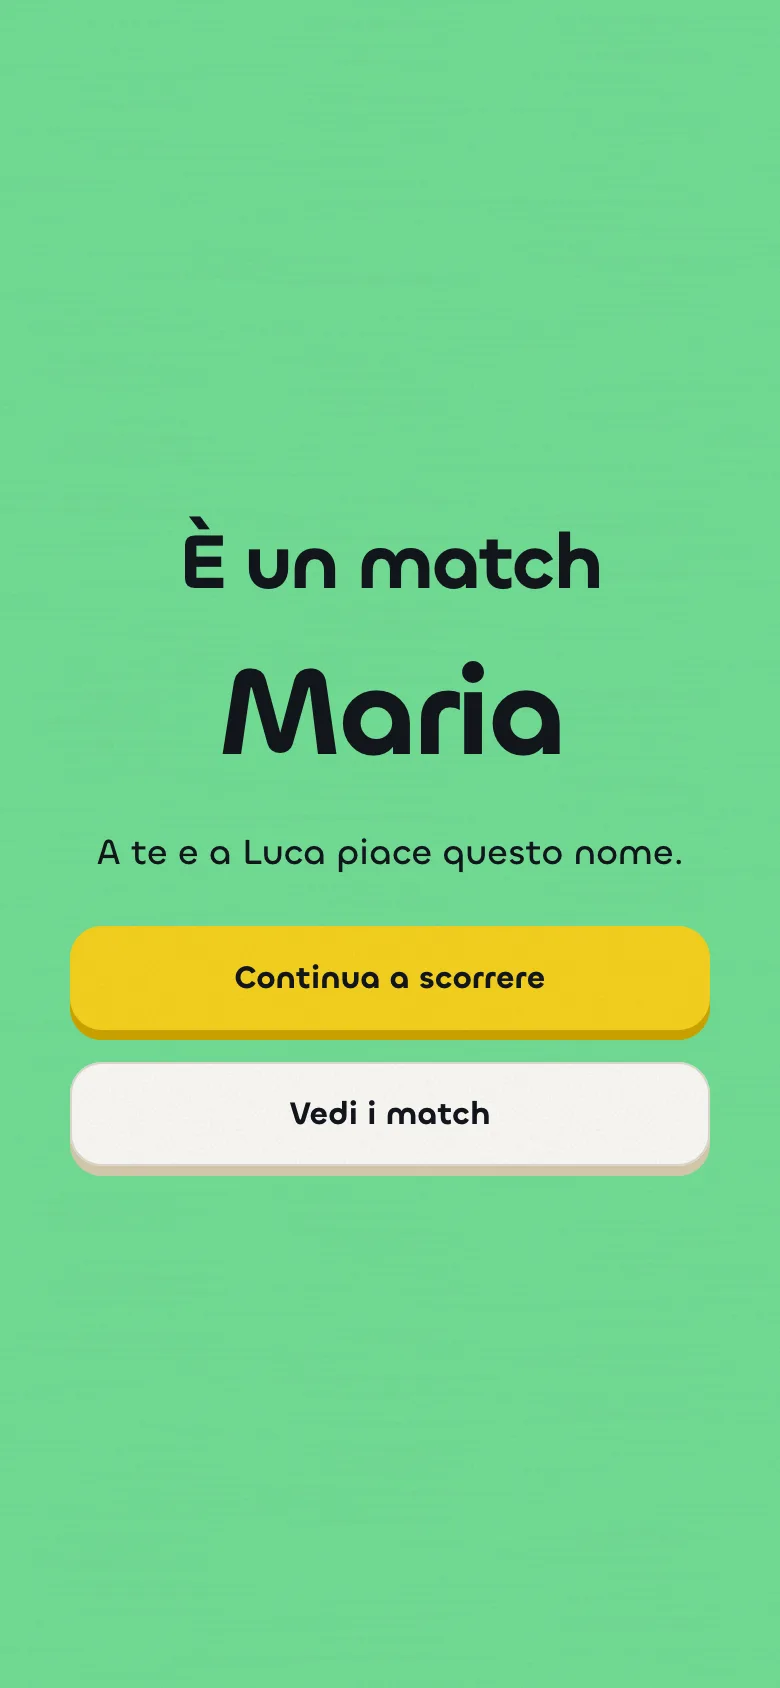 È un match
Maria
A te e a Luca piace questo nome.
Continua a scorrere
Vedi i match